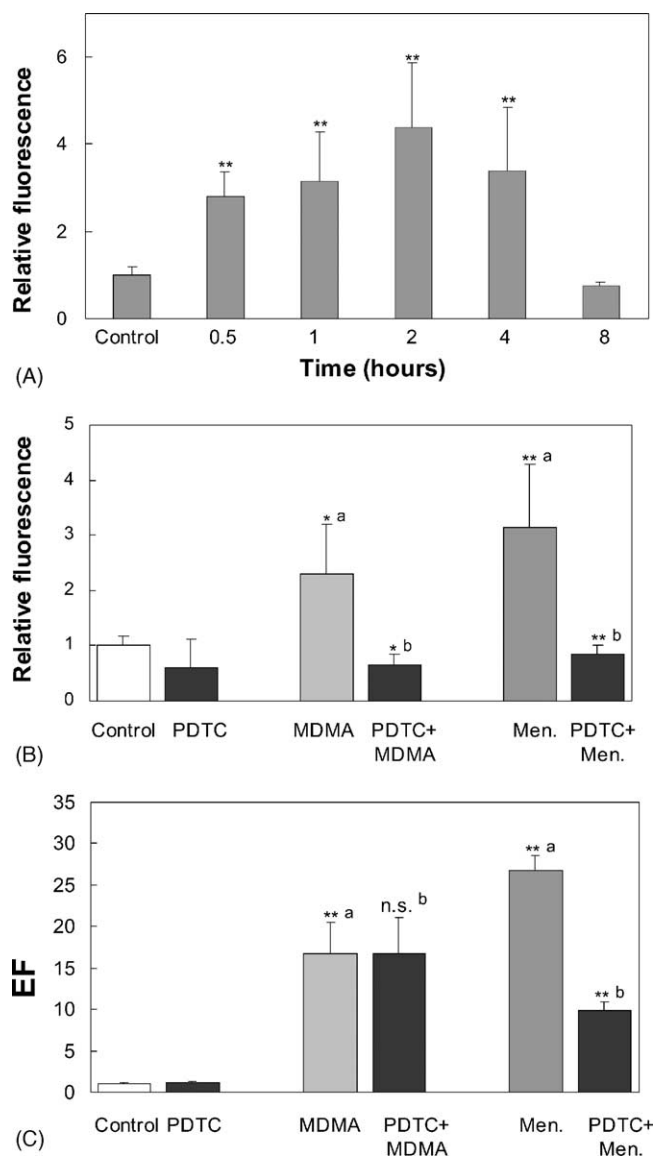 Relative fluorescence
6
4
2
0
** ** ** **
Control 0.5 1 2 4 8
Time (hours)
(A)
Relative fluorescence
5
4
3
2
1
0
* a
* b
** a
** b
Control PDTC MDMA PDTC+ Men. PDTC+
MDMA Men.
(B)
EF
35
30
25
20
15
10
5
0
** a
n.s. b
** a
** b
Control PDTC MDMA PDTC+ Men. PDTC+
MDMA Men.
(C)